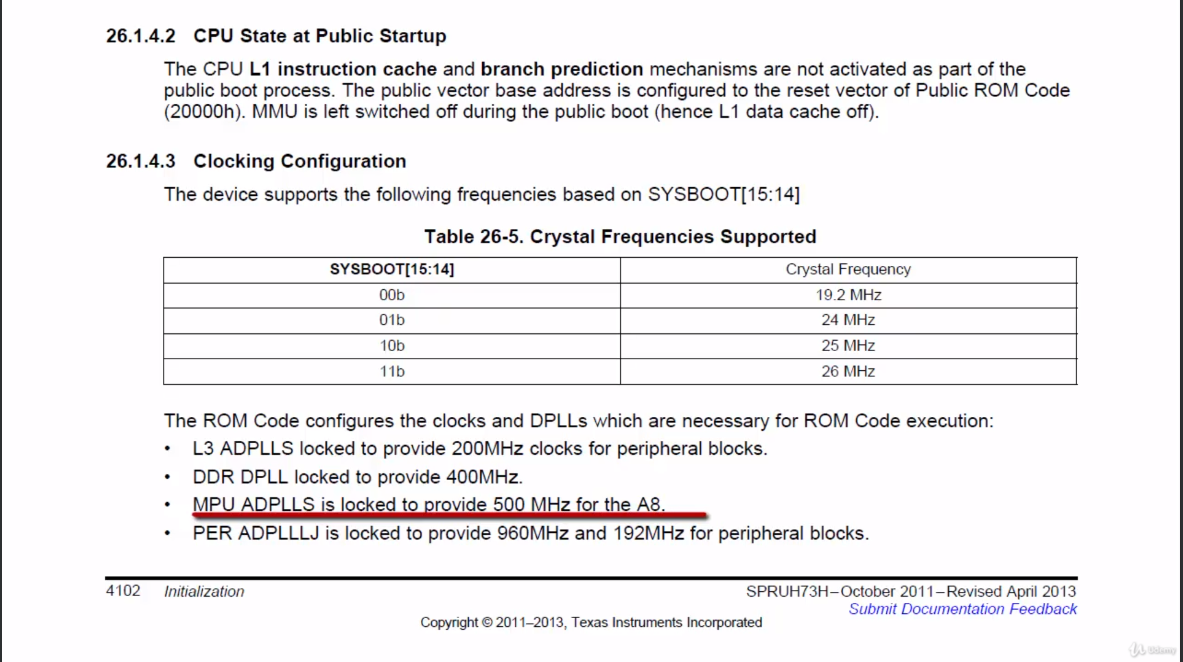 26.1.4.2 CPU State at Public Startup
The CPU L1 instruction cache and branch prediction mechanisms are not activated as part of the
public boot process. The public vector base address is configured to the reset vector of Public ROM Code
(20000h). MMU is left switched off during the public boot (hence L1 data cache off).
26.1.4.3 Clocking Configuration
The device supports the following frequencies based on SYSBOOT[15:14]
Table 26-5. Crystal Frequencies Supported
SYSBOOT[15:14] Crystal Frequency
00b 19.2 MHz
01b 24 MHz
10b 25 MHz
11b 26 MHz
The ROM Code configures the clocks and DPLLs which are necessary for ROM Code execution:
• L3 ADPLLS locked to provide 200MHz clocks for peripheral blocks.
• DDR DPLL locked to provide 400MHz.
• MPU ADPLLS is locked to provide 500 MHz for the A8.
• PER ADPLLLJ is locked to provide 960MHz and 192MHz for peripheral blocks.
4102 Initialization SPRUH73H–October 2011–Revised April 2013
Submit Documentation Feedback
Copyright © 2011–2013, Texas Instruments Incorporated
Udemy